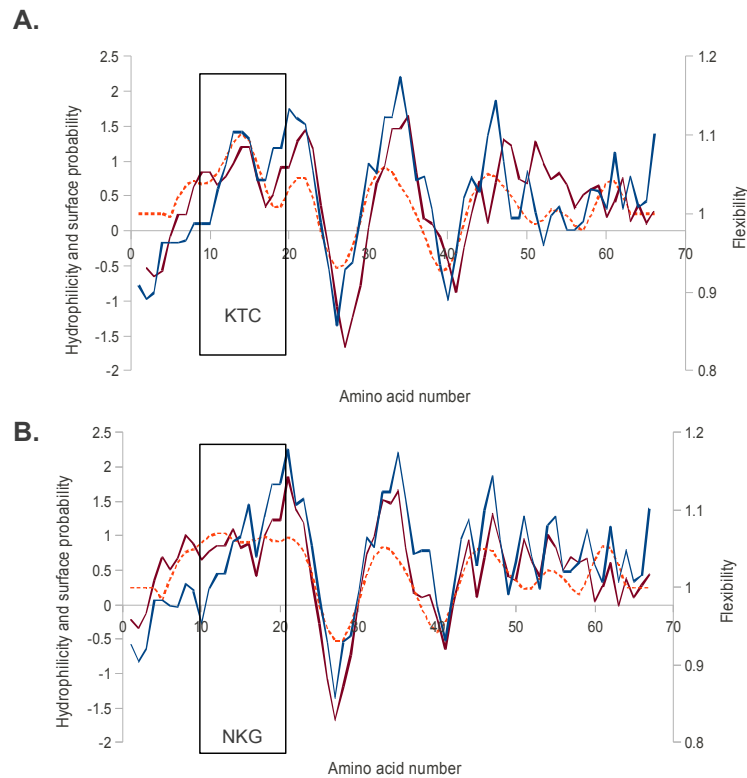 A.
Hydrophilicity and surface probability
2.5
2
1.5
1
0.5
0
-0.5
-1
-1.5
-2
0 10 20 30 40 50 60 70
KTC
1.2
1.1
1
0.9
0.8
Flexibility
Amino acid number
B.
Hydrophilicity and surface probability
2.5
2
1.5
1
0.5
0
-0.5
-1
-1.5
-2
0 10 20 30 40 50 60 70
NKG
1.2
1.1
1
0.9
0.8
Flexibility
Amino acid number